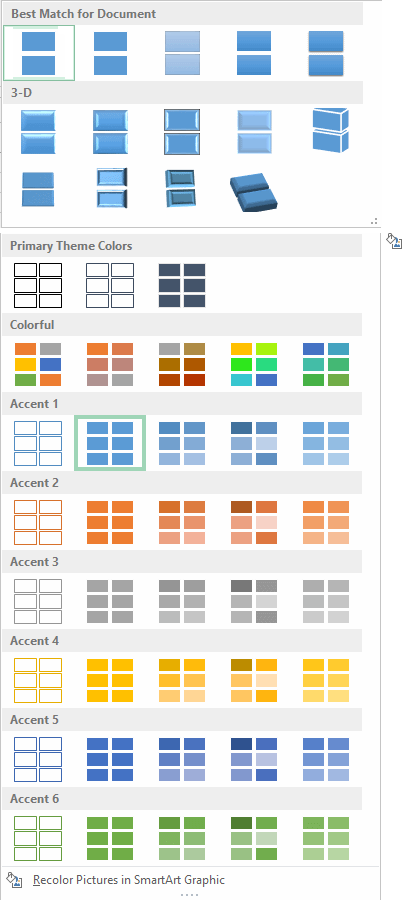 Best Match for Document
3-D
Primary Theme Colors
Colorful
Accent 1
Accent 2
Accent 3
Accent 4
Accent 5
Accent 6
Recolor Pictures in SmartArt Graphic